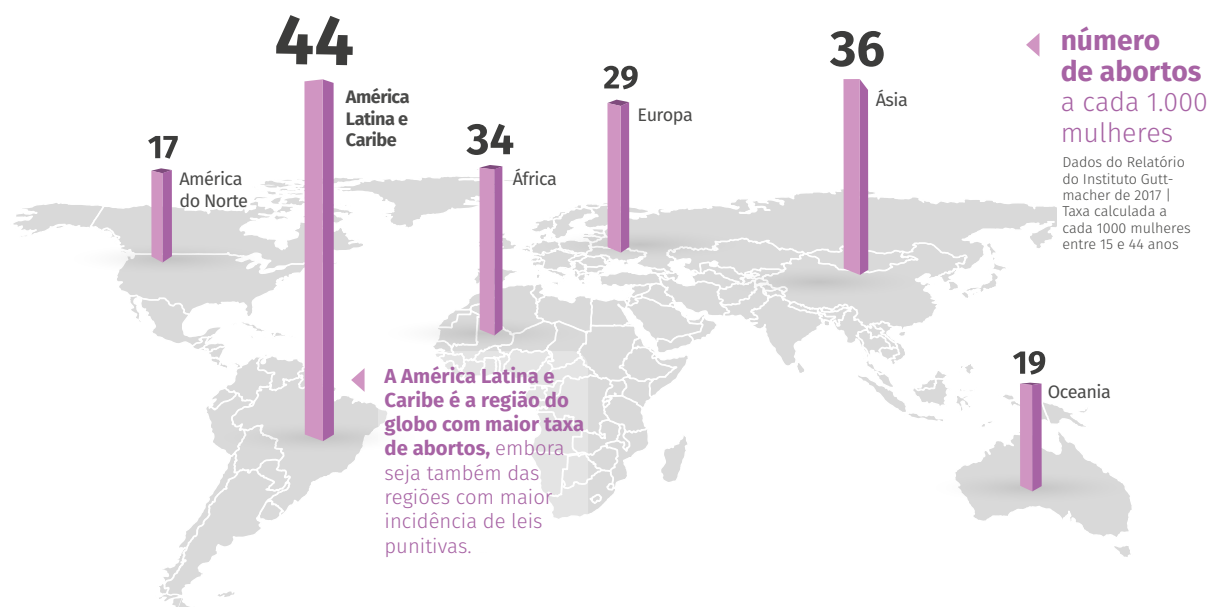 44
América
Latina e
Caribe
17
América
do Norte
34
África
29
Europa
36
Ásia
número
de abortos
a cada 1.000
mulheres
Dados do Relatório
do Instituto Gutt-
macher de 2017 |
Taxa calculada a
cada 1000 mulheres
entre 15 e 44 anos
19
Oceania
A América Latina e
Caribe é a região do
globo com maior taxa
de abortos, embora
seja também das
regiões com maior
incidência de leis
punitivas.